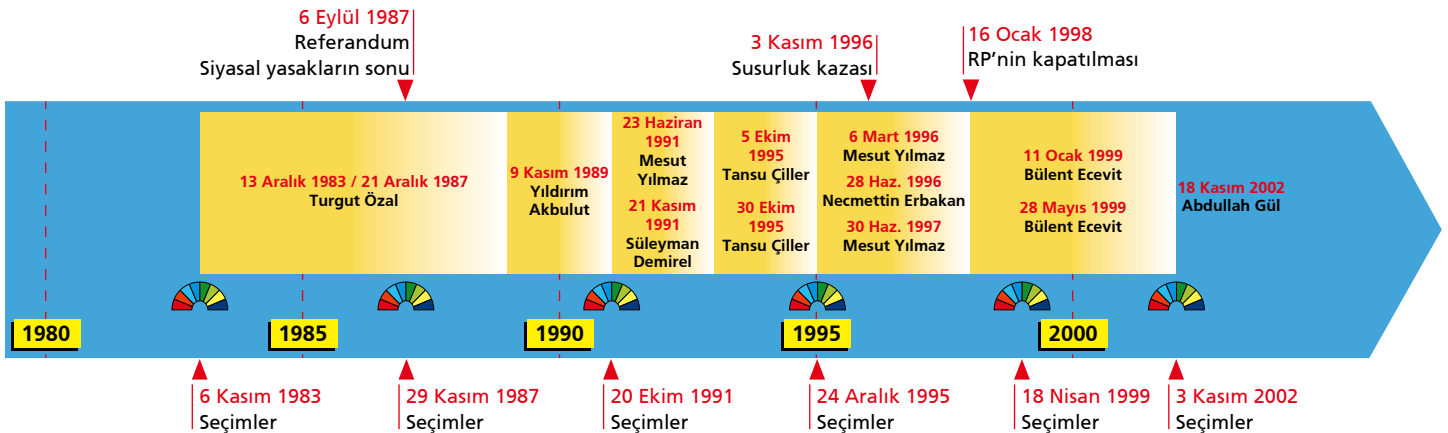 6 Eylül 1987
Referandum
Siyasal yasakların sonu
3 Kasım 1996
Susurluk kazası
16 Ocak 1998
RP'nin kapatılması
13 Aralık 1983 / 21 Aralık 1987
Turgut Özal
9 Kasım 1989
Yıldırım
Akbulut
23 Haziran
1991
Mesut
Yılmaz
21 Kasım
1991
Süleyman
Demirel
5 Ekim
1995
Tansu Çiller
30 Ekim
1995
Tansu Çiller
6 Mart 1996
Mesut Yılmaz
28 Haz. 1996
Necmettin Erbakan
30 Haz. 1997
Mesut Yılmaz
11 Ocak 1999
Bülent Ecevit
28 Mayıs 1999
Bülent Ecevit
18 Kasım 2002
Abdullah Gül
1980
1985
1990
1995
2000
6 Kasım 1983
Seçimler
29 Kasım 1987
Seçimler
20 Ekim 1991
Seçimler
24 Aralık 1995
Seçimler
18 Nisan 1999
Seçimler
3 Kasım 2002
Seçimler